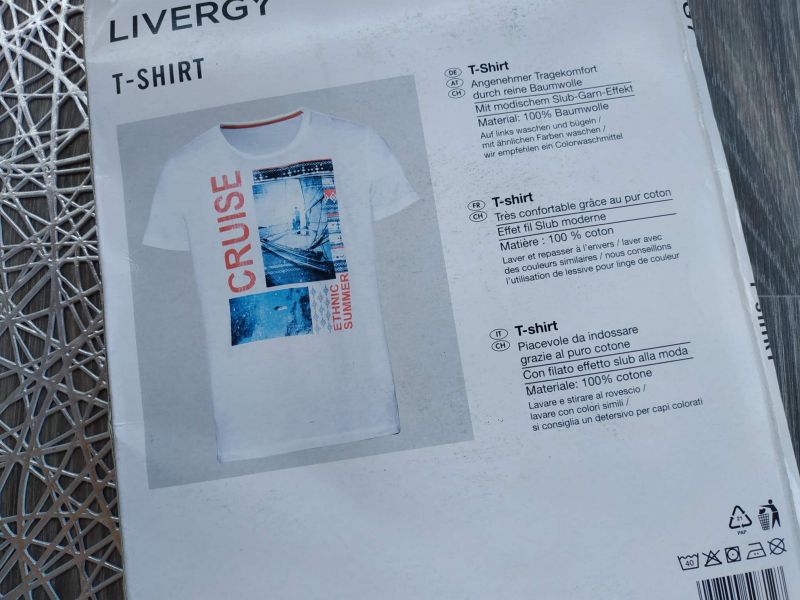 LIVERGY
T-SHIRT
CRUISE
ETHNIC
SUMMER
DE
AT
CH
T-Shirt
Angenehmer Tragekomfort
durch reine Baumwolle
Mit modischem Slub-Garn-Effekt
Material: 100% Baumwolle
Auf links waschen und bügeln /
mit ähnlichen Farben waschen /
wir empfehlen ein Colorwaschmittel
FR
CH
T-shirt
Très confortable grâce au pur coton
Effet fil Slub moderne
Matière : 100 % coton
Laver et repasser à l'envers / laver avec
des couleurs similaires / nous conseillons
l'utilisation de lessive pour linge de couleur
IT
CH
T-shirt
Piacevole da indossare
grazie al puro cotone
Con filato effetto slub alla moda
Materiale: 100% cotone
Lavare e stirare al rovescio /
lavare con colori simili /
si consiglia un detersivo per capi colorati
21
PAP
40